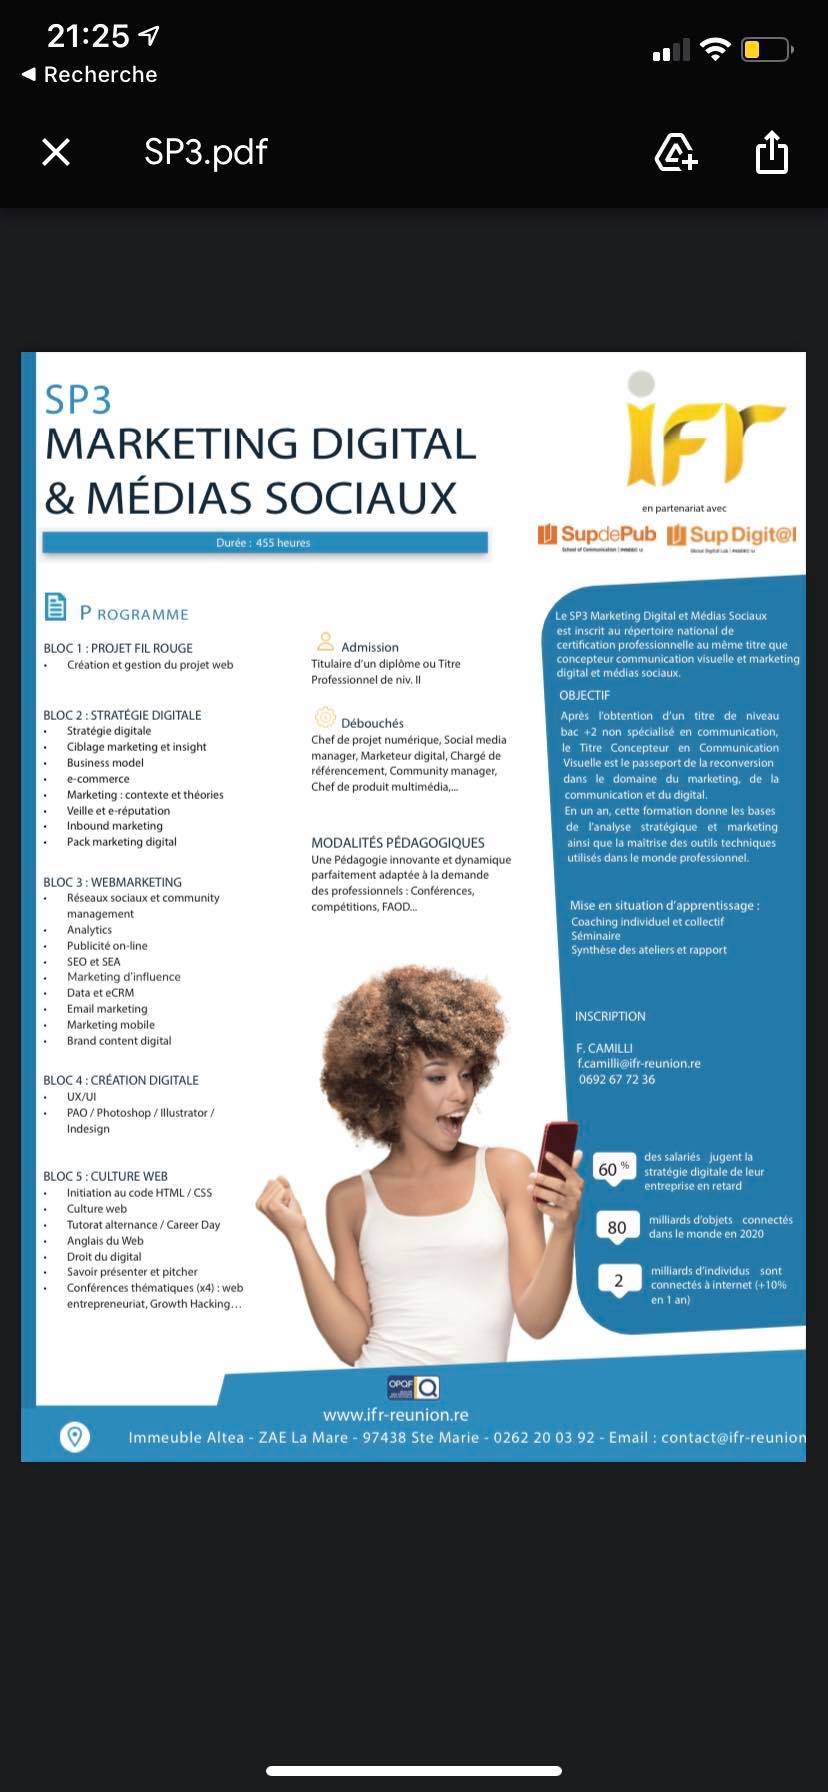 21:25
◀ Recherche
SP3.pdf
SP3
MARKETING DIGITAL
& MÉDIAS SOCIAUX
Durée : 455 heures
ifr
en partenariat avec
SupdePub
School of Communication | INSEEC U
Sup Digit@l
Global Digital Lab | INSEEC U
PROGRAMME
BLOC 1 : PROJET FIL ROUGE
• Création et gestion du projet web
BLOC 2 : STRATÉGIE DIGITALE
• Stratégie digitale
• Ciblage marketing et insight
• Business model
• e-commerce
• Marketing : contexte et théories
• Veille et e-réputation
• Inbound marketing
• Pack marketing digital
BLOC 3 : WEBMARKETING
• Réseaux sociaux et community
management
• Analytics
• Publicité on-line
• SEO et SEA
• Marketing d'influence
• Data et eCRM
• Email marketing
• Marketing mobile
• Brand content digital
BLOC 4 : CRÉATION DIGITALE
• UX/UI
• PAO / Photoshop / Illustrator /
Indesign
BLOC 5 : CULTURE WEB
• Initiation au code HTML / CSS
• Culture web
• Tutorat alternance / Career Day
• Anglais du Web
• Droit du digital
• Savoir présenter et pitcher
• Conférences thématiques (x4) : web
entrepreneuriat, Growth Hacking…
Admission
Titulaire d'un diplôme ou Titre
Professionnel de niv. II
Débouchés
Chef de projet numérique, Social media
manager, Marketeur digital, Chargé de
référencement, Community manager,
Chef de produit multimédia,...
MODALITÉS PÉDAGOGIQUES
Une Pédagogie innovante et dynamique
parfaitement adaptée à la demande
des professionnels : Conférences,
compétitions, FAOD...
Le SP3 Marketing Digital et Médias Sociaux
est inscrit au répertoire national de
certification professionnelle au même titre que
concepteur communication visuelle et marketing
digital et médias sociaux.
OBJECTIF
Après l'obtention d'un titre de niveau
bac +2 non spécialisé en communication,
le Titre Concepteur en Communication
Visuelle est le passeport de la reconversion
dans le domaine du marketing, de la
communication et du digital.
En un an, cette formation donne les bases
de l'analyse stratégique et marketing
ainsi que la maîtrise des outils techniques
utilisés dans le monde professionnel.
Mise en situation d'apprentissage :
Coaching individuel et collectif
Séminaire
Synthèse des ateliers et rapport
INSCRIPTION
F. CAMILLI
f.camilli@ifr-reunion.re
0692 67 72 36
60 %
des salariés jugent la
stratégie digitale de leur
entreprise en retard
80
milliards d'objets connectés
dans le monde en 2020
2
milliards d'individus sont
connectés à internet (+10%
en 1 an)
OPQF
www.ifr-reunion.re
Immeuble Altea - ZAE La Mare - 97438 Ste Marie - 0262 20 03 92 - Email : contact@ifr-reunion